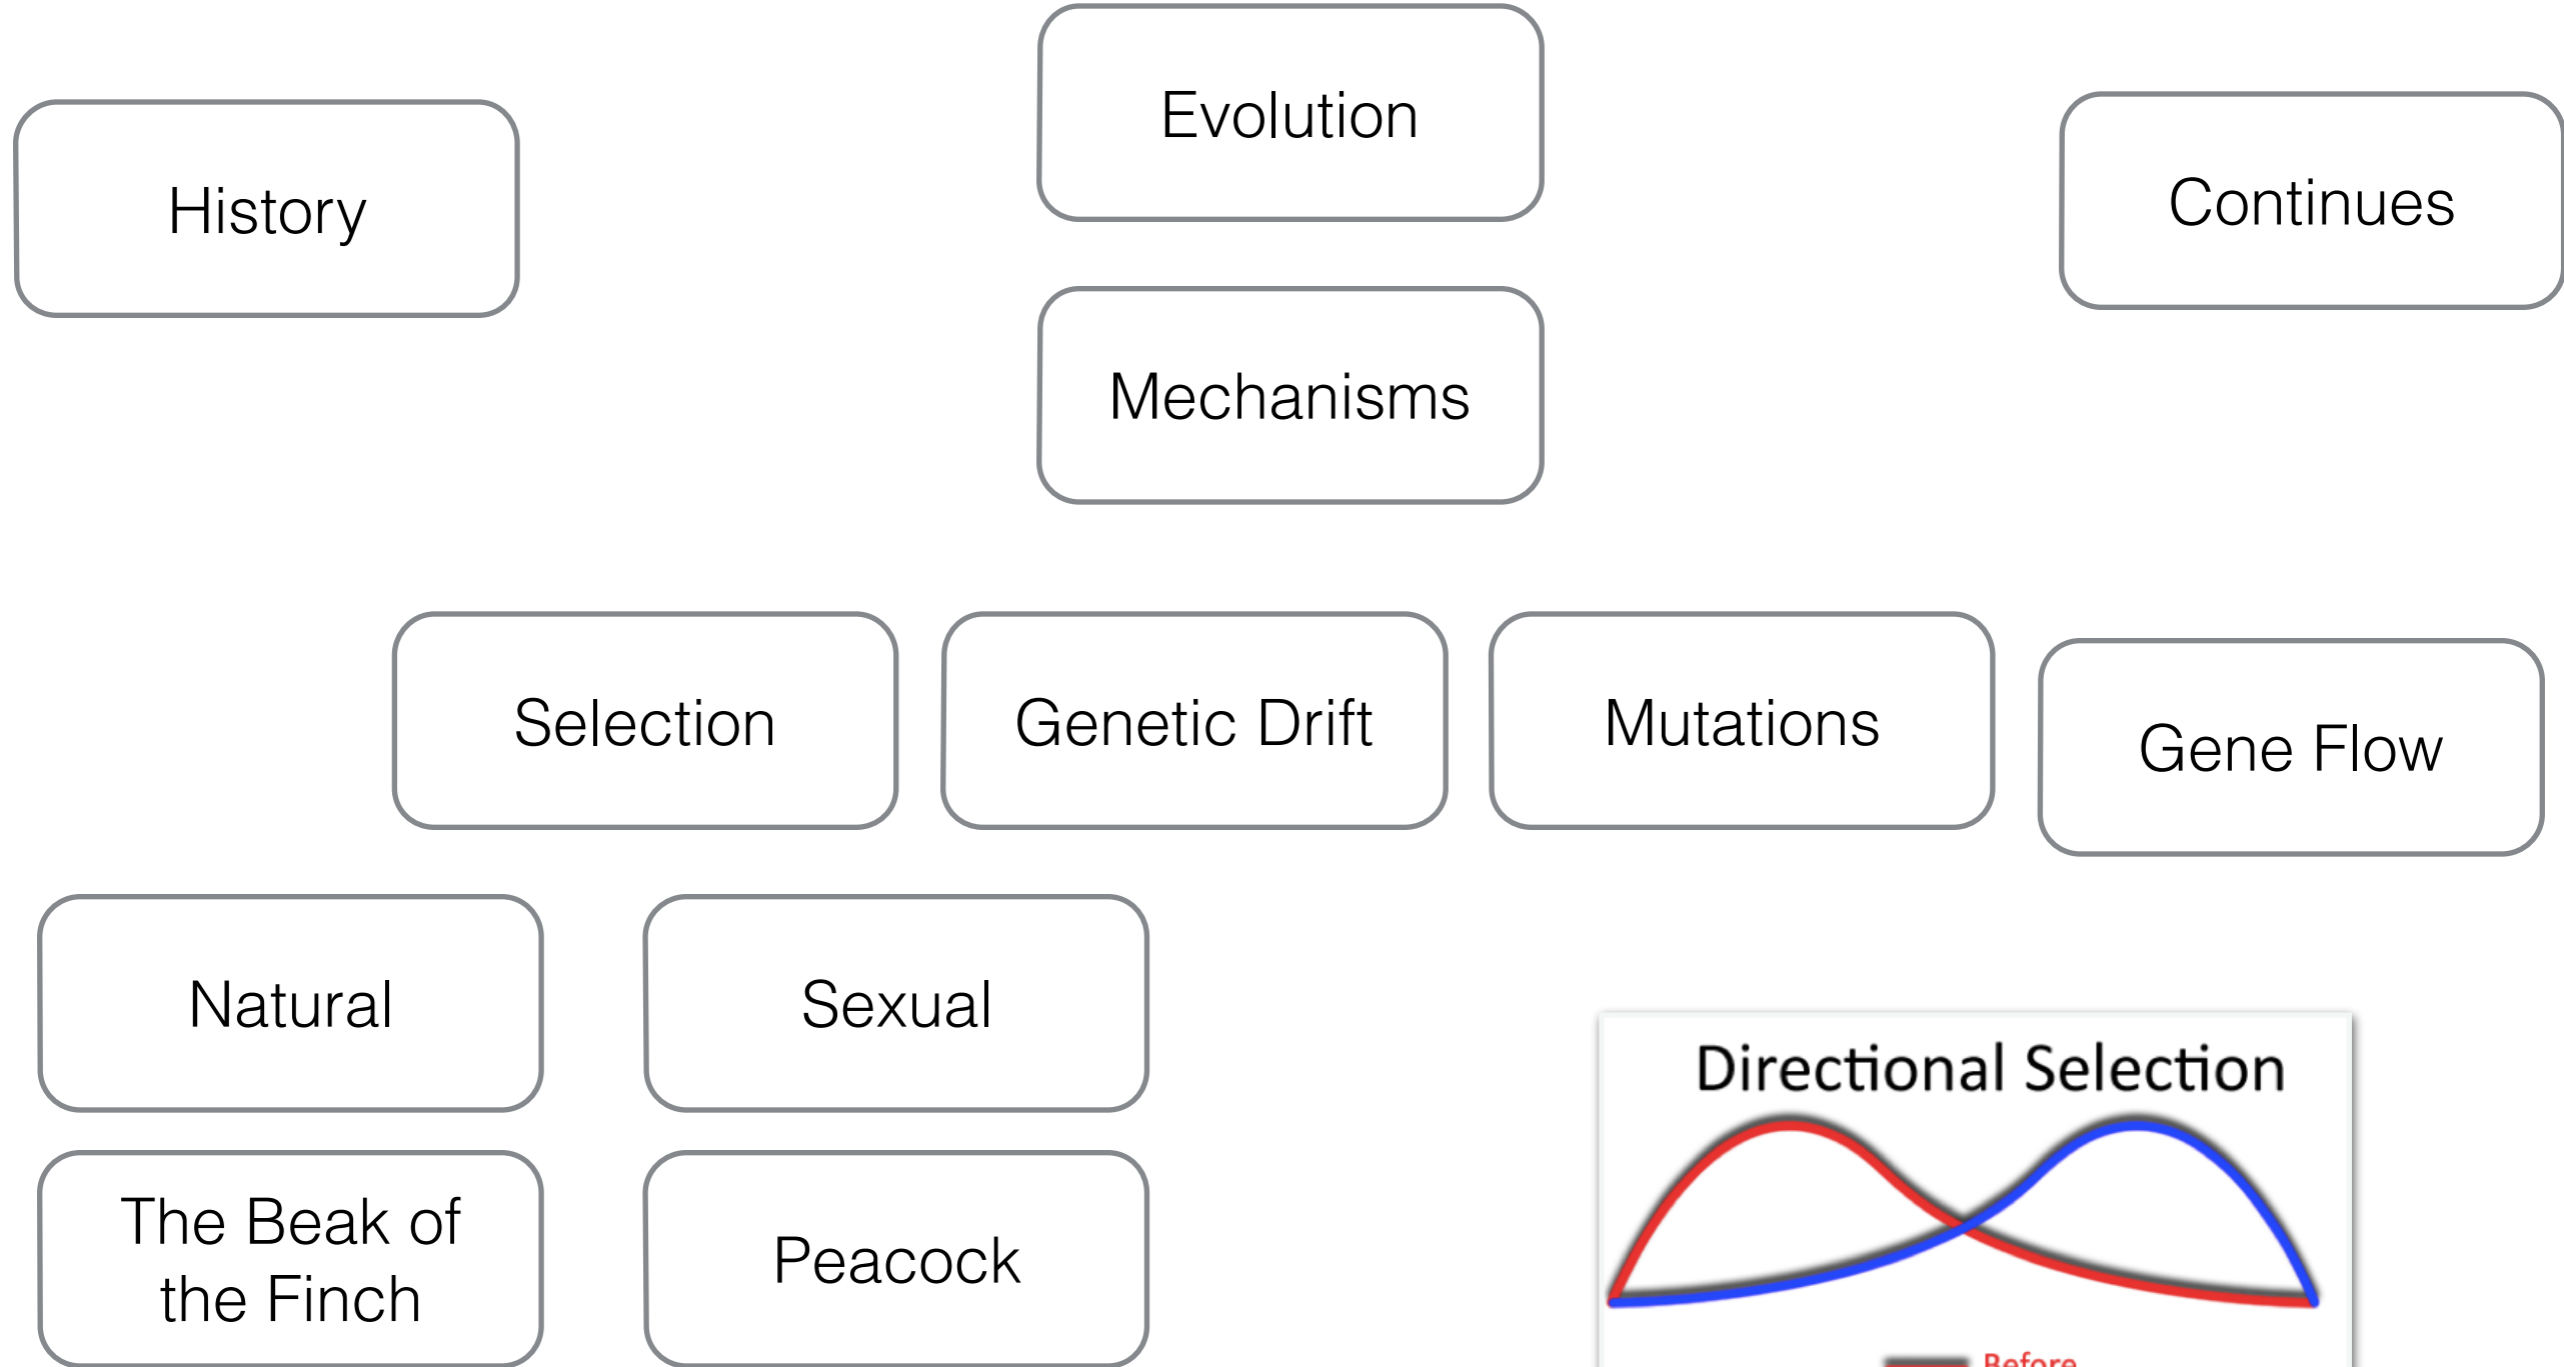 Evolution
History
Continues
Mechanisms
Selection
Genetic Drift
Mutations
Gene Flow
Natural
Sexual
The Beak of
the Finch
Peacock
Directional Selection
Before